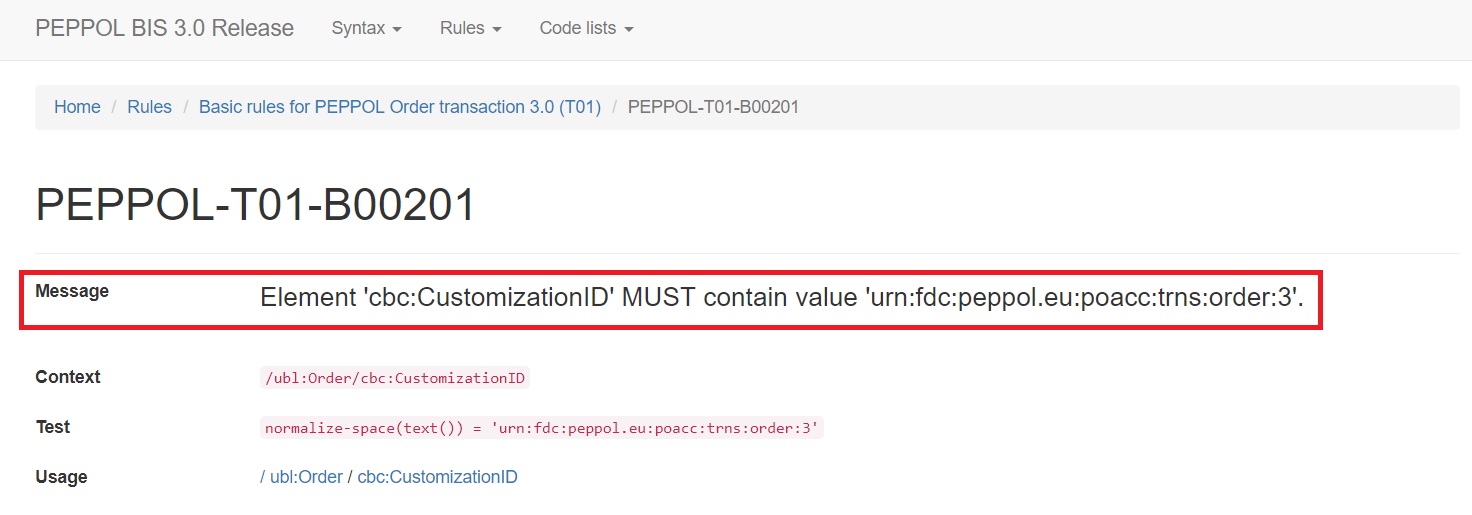 PEPPOL BIS 3.0 Release Syntax Rules Code lists
Home / Rules / Basic rules for PEPPOL Order transaction 3.0 (T01) / PEPPOL-T01-B00201
PEPPOL-T01-B00201
Message Element 'cbc:CustomizationID' MUST contain value 'urn:fdc:peppol.eu:poacc:trns:order:3'.
Context /ubl:Order/cbc:CustomizationID
Test normalize-space(text()) = 'urn:fdc:peppol.eu:poacc:trns:order:3'
Usage / ubl:Order / cbc:CustomizationID